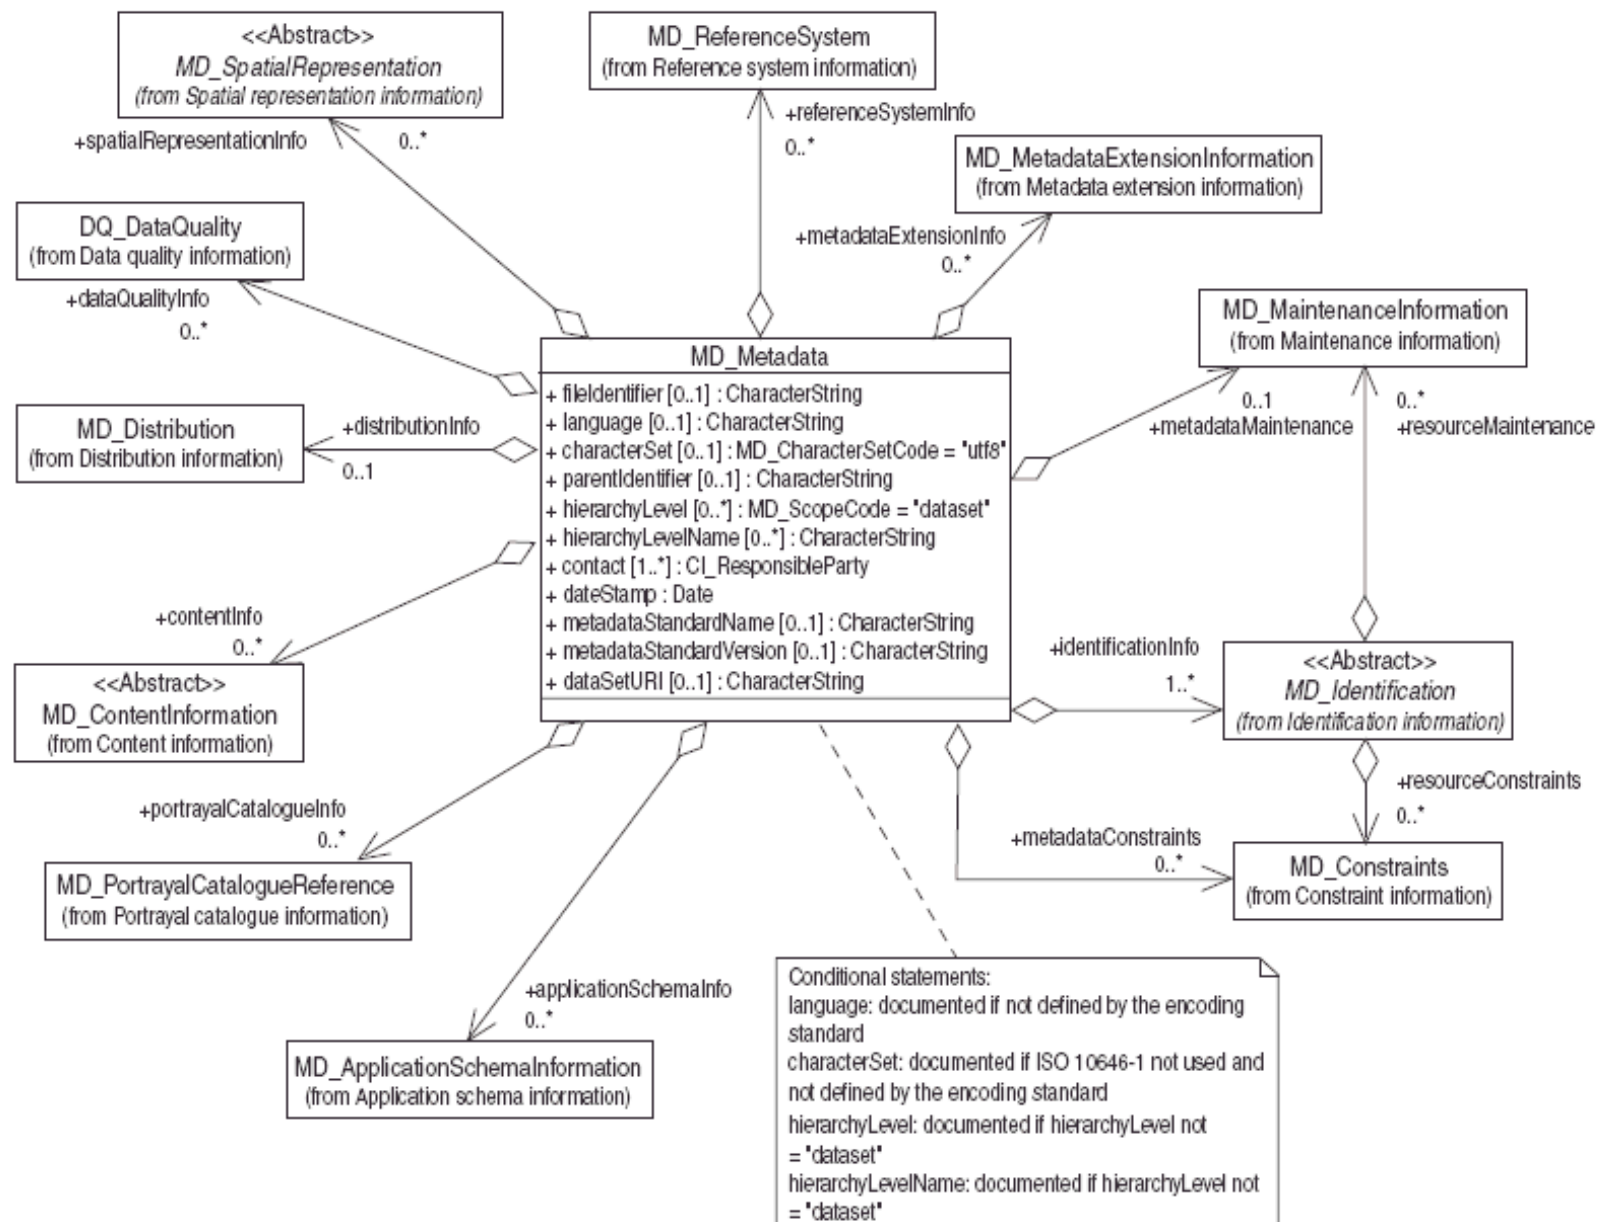 <<Abstract>>
MD_SpatialRepresentation
(from Spatial representation information)
+spatialRepresentationInfo
0..*
MD_ReferenceSystem
(from Reference system information)
+referenceSystemInfo
0..*
MD_MetadataExtensionInformation
(from Metadata extension information)
+metadataExtensionInfo
0..*
DQ_DataQuality
(from Data quality information)
+dataQualityInfo
0..*
MD_MaintenanceInformation
(from Maintenance information)
0..1
+metadataMaintenance
0..*
+resourceMaintenance
MD_Distribution
(from Distribution information)
+distributionInfo
0..1
MD_Metadata
+ fileIdentifier [0..1] : CharacterString
+ language [0..1] : CharacterString
+ characterSet [0..1] : MD_CharacterSetCode = "utf8"
+ parentIdentifier [0..1] : CharacterString
+ hierarchyLevel [0..*] : MD_ScopeCode = "dataset"
+ hierarchyLevelName [0..*] : CharacterString
+ contact [1..*] : CI_ResponsibleParty
+ dateStamp : Date
+ metadataStandardName [0..1] : CharacterString
+ metadataStandardVersion [0..1] : CharacterString
+ dataSetURI [0..1] : CharacterString
+contentInfo
0..*
<<Abstract>>
MD_ContentInformation
(from Content information)
+identificationInfo
1..*
<<Abstract>>
MD_Identification
(from Identification information)
+resourceConstraints
0..*
+portrayalCatalogueInfo
0..*
MD_PortrayalCatalogueReference
(from Portrayal catalogue information)
+metadataConstraints
0..*
MD_Constraints
(from Constraint information)
+applicationSchemaInfo
0..*
MD_ApplicationSchemaInformation
(from Application schema information)
Conditional statements:
language: documented if not defined by the encoding
standard
characterSet: documented if ISO 10646-1 not used and
not defined by the encoding standard
hierarchyLevel: documented if hierarchyLevel not
= "dataset"
hierarchyLevelName: documented if hierarchyLevel not
= "dataset"